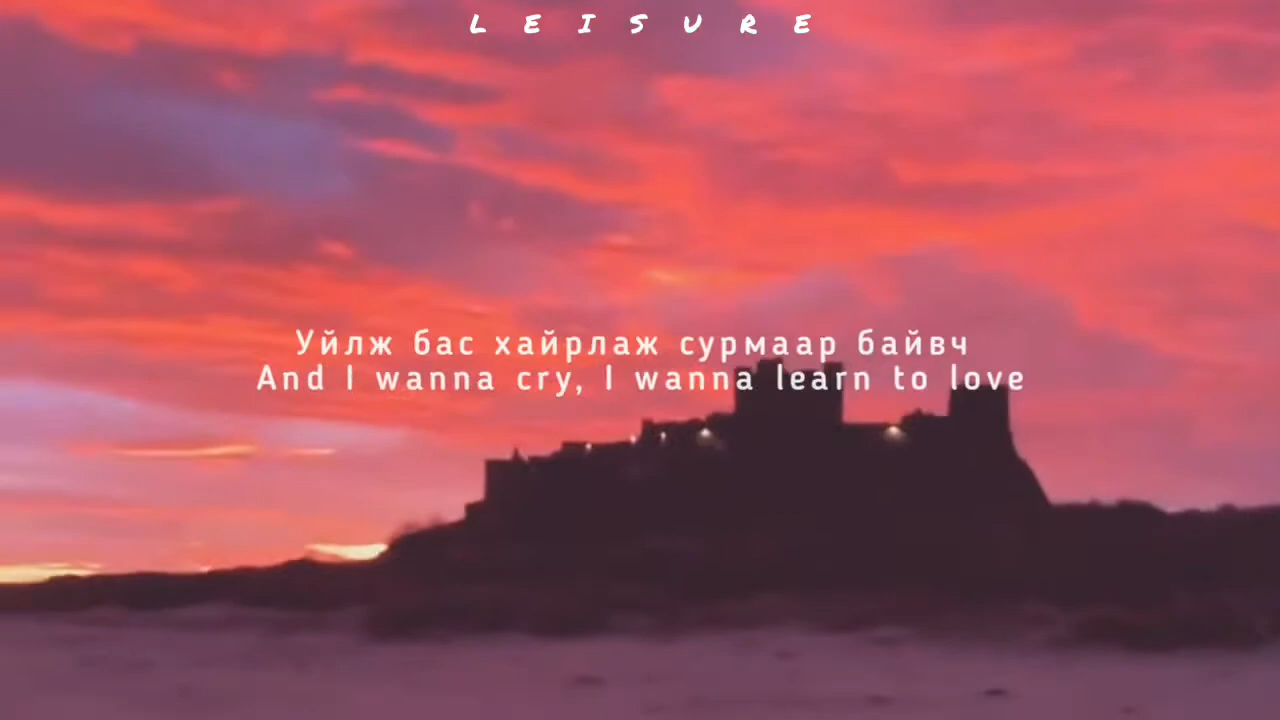 L E I S U R E
Уйлж бас хайрлаж сурмаар байвч
And I wanna cry, I wanna learn to love